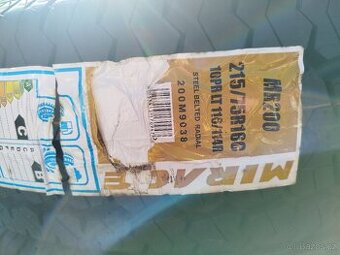 MR200
215/75R16C
10PR LT 116/114R
STEEL BELTED RADIAL
200M9038
MIRAGE
C
B